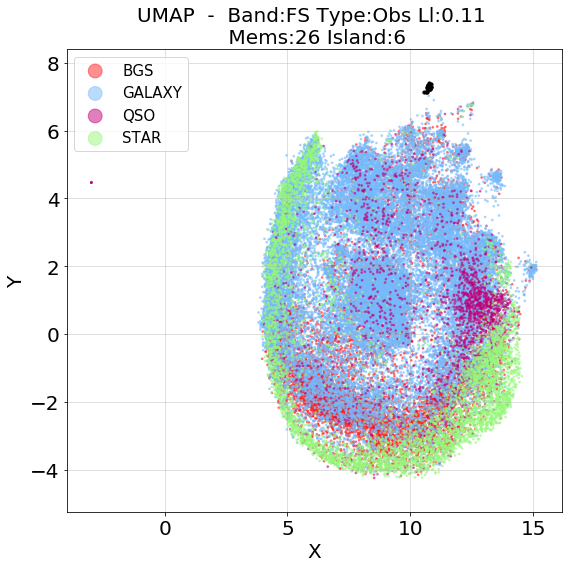 UMAP - Band:FS Type:Obs Ll:0.11
Mems:26 Island:6
BGS
GALAXY
QSO
STAR
8
6
4
2
0
−2
−4
Y
0 5 10 15
X